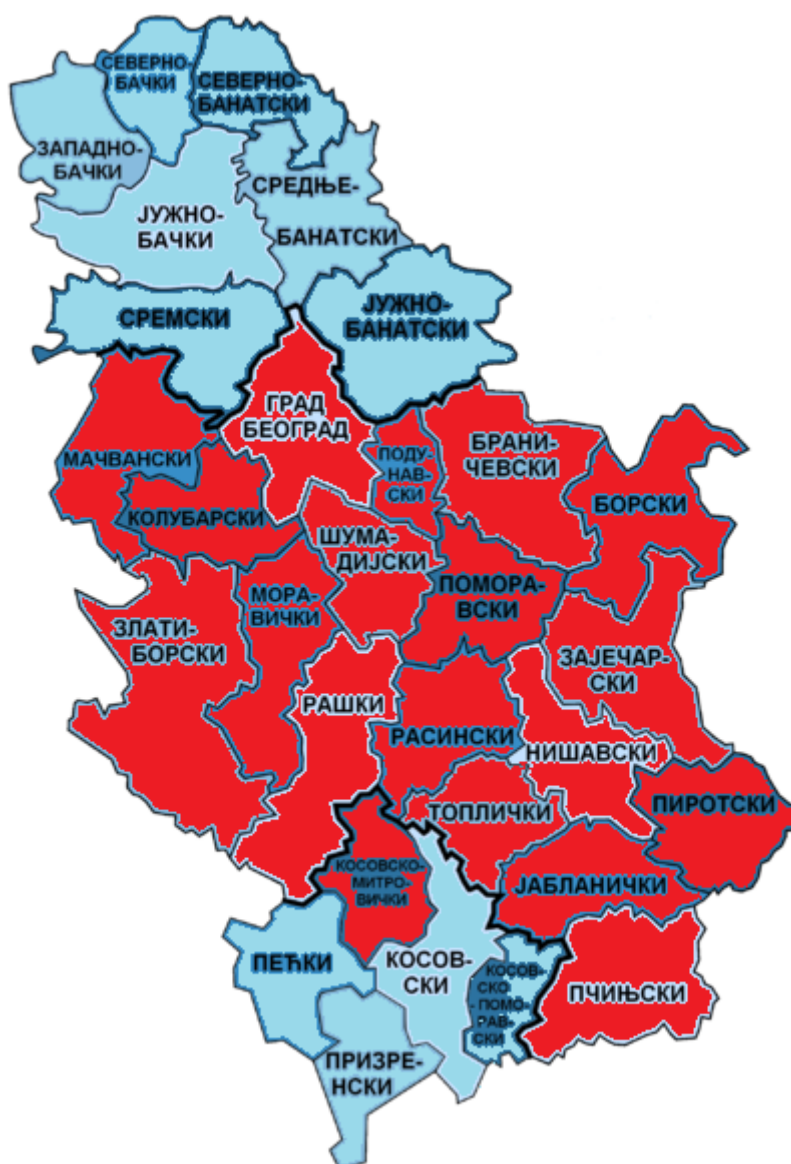 СЕВЕРНО-
БАЧКИ
СЕВЕРНО-
БАНАТСКИ
ЗАПАДНО-
БАЧКИ
СРЕДЊЕ-
БАНАТСКИ
ЈУЖНО-
БАЧКИ
СРЕМСКИ
ЈУЖНО-
БАНАТСКИ
ГРАД
БЕОГРАД
МАЧВАНСКИ
ПОДУ-
НАВ-
СКИ
БРАНИ-
ЧЕВСКИ
БОРСКИ
КОЛУБАРСКИ
ШУМА-
ДИЈСКИ
ПОМОРА-
ВСКИ
МОРА-
ВИЧКИ
ЗЛАТИ-
БОРСКИ
ЗАЈЕЧАР-
СКИ
РАШКИ
РАСИНСКИ
НИШАВСКИ
ТОПЛИЧКИ
ПИРОТСКИ
КОСОВСКО-
МИТРО-
ВИЧКИ
ЈАБЛАНИЧКИ
ПЕЋКИ
КОСОВ-
СКИ
КОСОВ-
СКО
- ПОМО-
РАВ-
СКИ
ПЧИЊСКИ
ПРИЗРЕ-
НСКИ